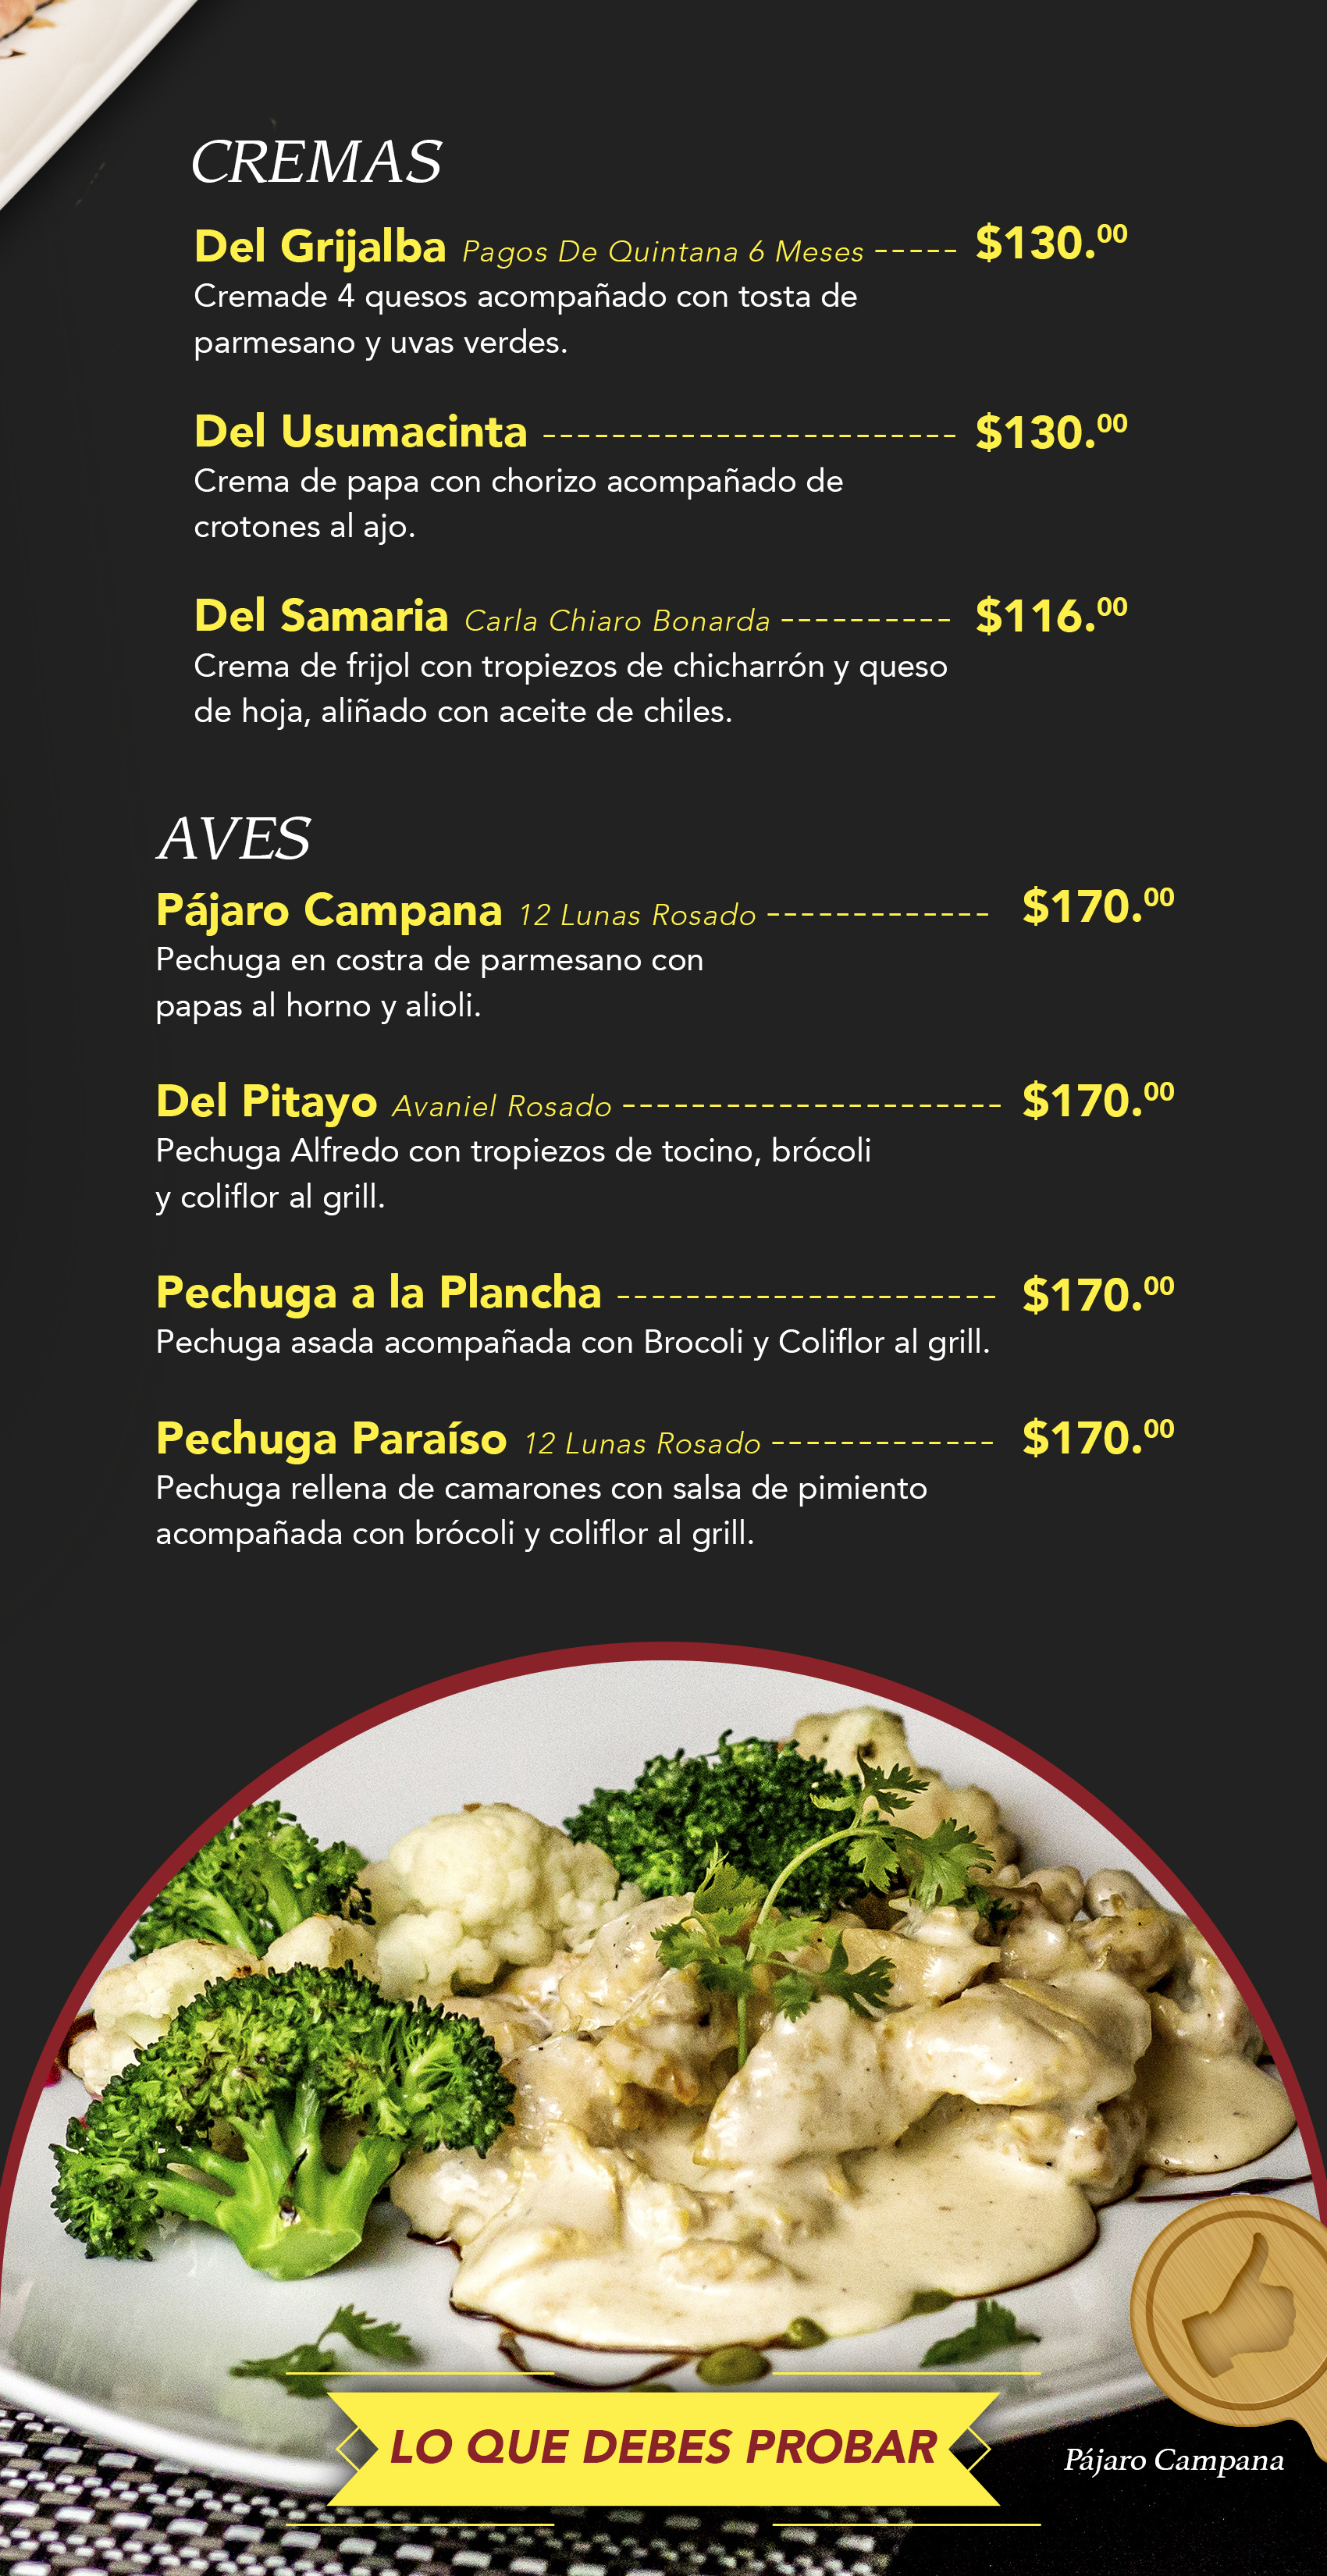 CREMAS
Del Grijalba Pagos De Quintana 6 Meses ----- $130.00
Cremade 4 quesos acompañado con tosta de
parmesano y uvas verdes.
Del Usumacinta ------------------------ $130.00
Crema de papa con chorizo acompañado de
crotones al ajo.
Del Samaria Carla Chiaro Bonarda ---------- $116.00
Crema de frijol con tropiezos de chicharrón y queso
de hoja, aliñado con aceite de chiles.
AVES
Pájaro Campana 12 Lunas Rosado ------------- $170.00
Pechuga en costra de parmesano con
papas al horno y alioli.
Del Pitayo Avaniel Rosado ---------------------- $170.00
Pechuga Alfredo con tropiezos de tocino, brócoli
y coliflor al grill.
Pechuga a la Plancha ---------------------- $170.00
Pechuga asada acompañada con Brocoli y Coliflor al grill.
Pechuga Paraíso 12 Lunas Rosado ------------- $170.00
Pechuga rellena de camarones con salsa de pimiento
acompañada con brócoli y coliflor al grill.
LO QUE DEBES PROBAR
Pájaro Campana